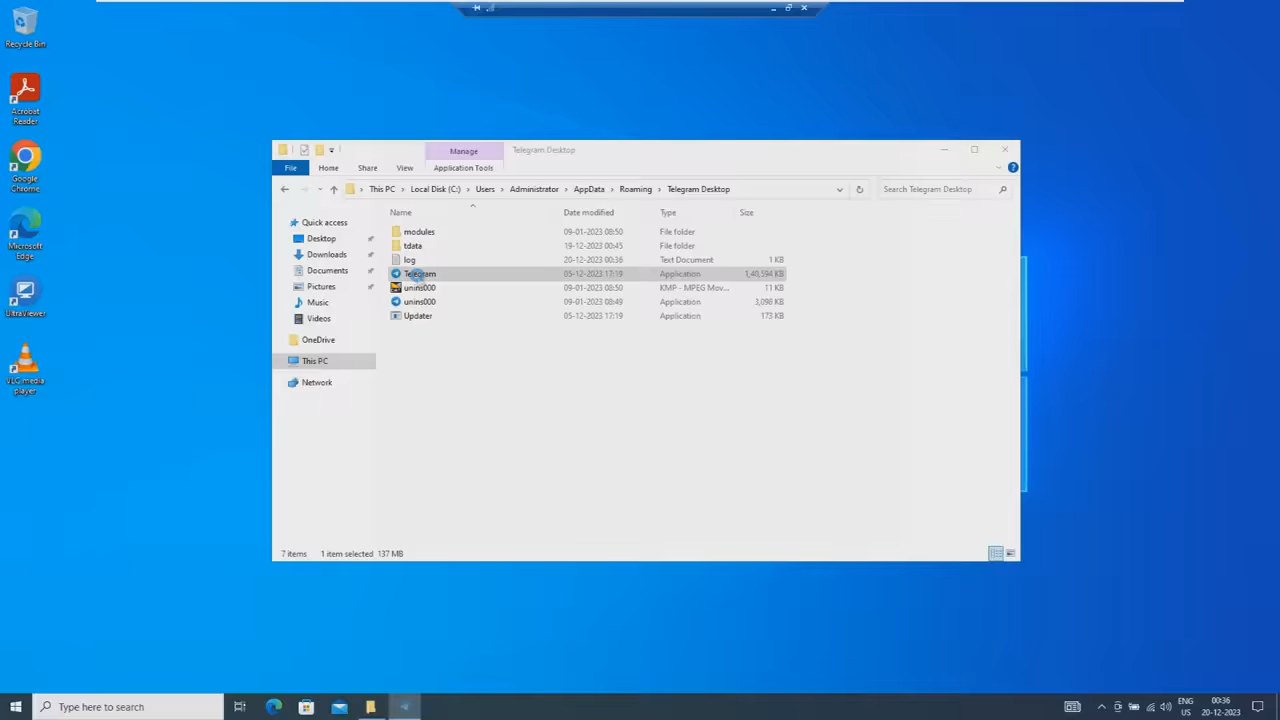 Recycle Bin
Acrobat
Reader
Google
Chrome
Microsoft
Edge
UltraViewer
VLC media
player
Manage
Telegram Desktop
File
Home
Share
View
Application Tools
This PC
Local Disk (C:)
Users
Administrator
AppData
Roaming
Telegram Desktop
Search Telegram Desktop
Quick access
Desktop
Downloads
Documents
Pictures
Music
Videos
OneDrive
This PC
Network
Name Date modified Type Size
modules 09-01-2023 08:50 File folder
tdata 19-12-2023 00:45 File folder
log 20-12-2023 00:36 Text Document 1 KB
Telegram 05-12-2023 17:19 Application 1,40,594 KB
unins000 09-01-2023 08:50 KMP - MPEG Mov... 11 KB
unins000 09-01-2023 08:49 Application 3,098 KB
Updater 05-12-2023 17:19 Application 173 KB
7 items 1 item selected 137 MB
Type here to search
ENG
US
00:36
20-12-2023